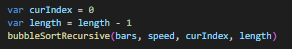 var curIndex = 0
var length = length - 1
bubbleSortRecursive(bars, speed, curIndex, length)